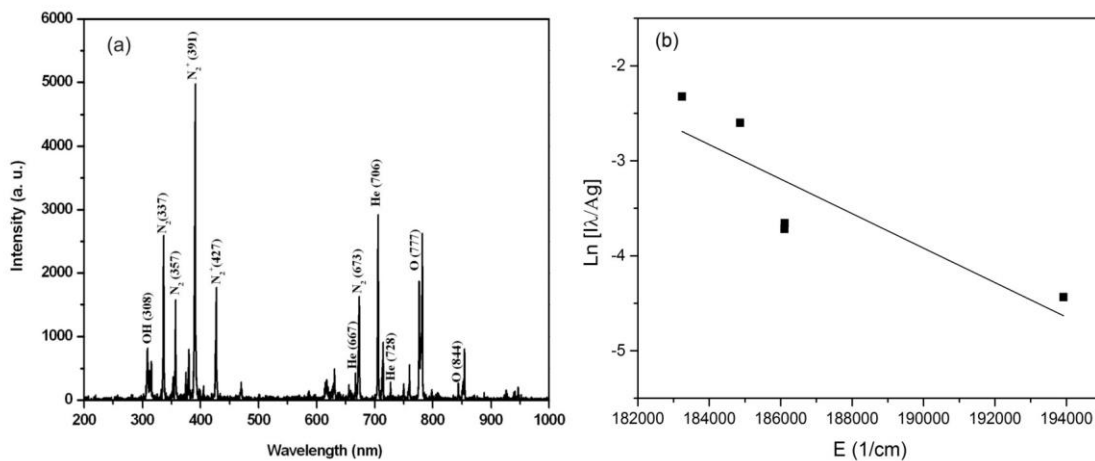 (a)
6000
5000
4000
3000
2000
1000
0
Intensity (a. u.)
OH (308)
N₂(337)
N₂ (357)
N₂⁺ (391)
N₂⁺(427)
He (667)
N₂ (673)
He (706)
He (728)
O (777)
O (844)
200 300 400 500 600 700 800 900 1000
Wavelength (nm)
(b)
-1
-2
-3
-4
-5
Ln [Iλ/Ag]
182000 184000 186000 188000 190000 192000 194000
E (1/cm)